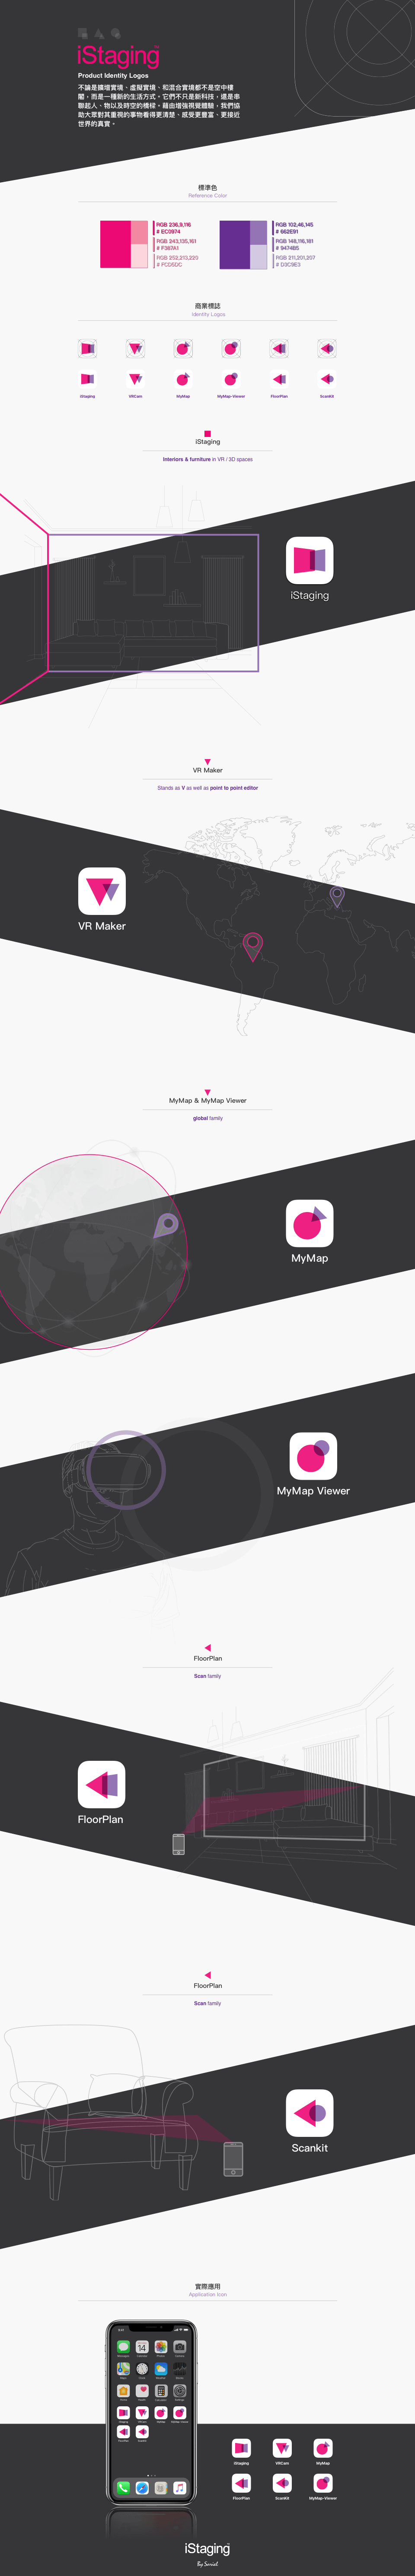 iStaging
Product Identity Logos
不論是擴增實境、虛擬實境、和混合實境都不是空中樓
閣,而是一種新的生活方式。它們不只是新科技,還是串
聯起人、物以及時空的橋樑。藉由增強視覺體驗,我們協
助大眾對其重視的事物看得更清楚、感受更豐富、更接近
世界的真實。
標準色
Reference Color
RGB 236,9,116
# EC0974
RGB 243,135,161
# F387A1
RGB 252,213,220
# FCD5DC
RGB 102,46,145
# 662E91
RGB 148,116,181
# 9474B5
RGB 211,201,227
# D3C9E3
商業標誌
Identity Logos
iStaging
VRCam
MyMap
MyMap-Viewer
FloorPlan
ScanKit
iStaging
Interiors & furniture in VR / 3D spaces
iStaging
VR Maker
Stands as V as well as point to point editor
VR Maker
MyMap & MyMap Viewer
global family
MyMap
MyMap Viewer
FloorPlan
Scan family
FloorPlan
FloorPlan
Scan family
Scankit
實際應用
Application Icon
14
iStaging
VRCam
MyMap
FloorPlan
ScanKit
MyMap-Viewer
iStaging
By Soriel